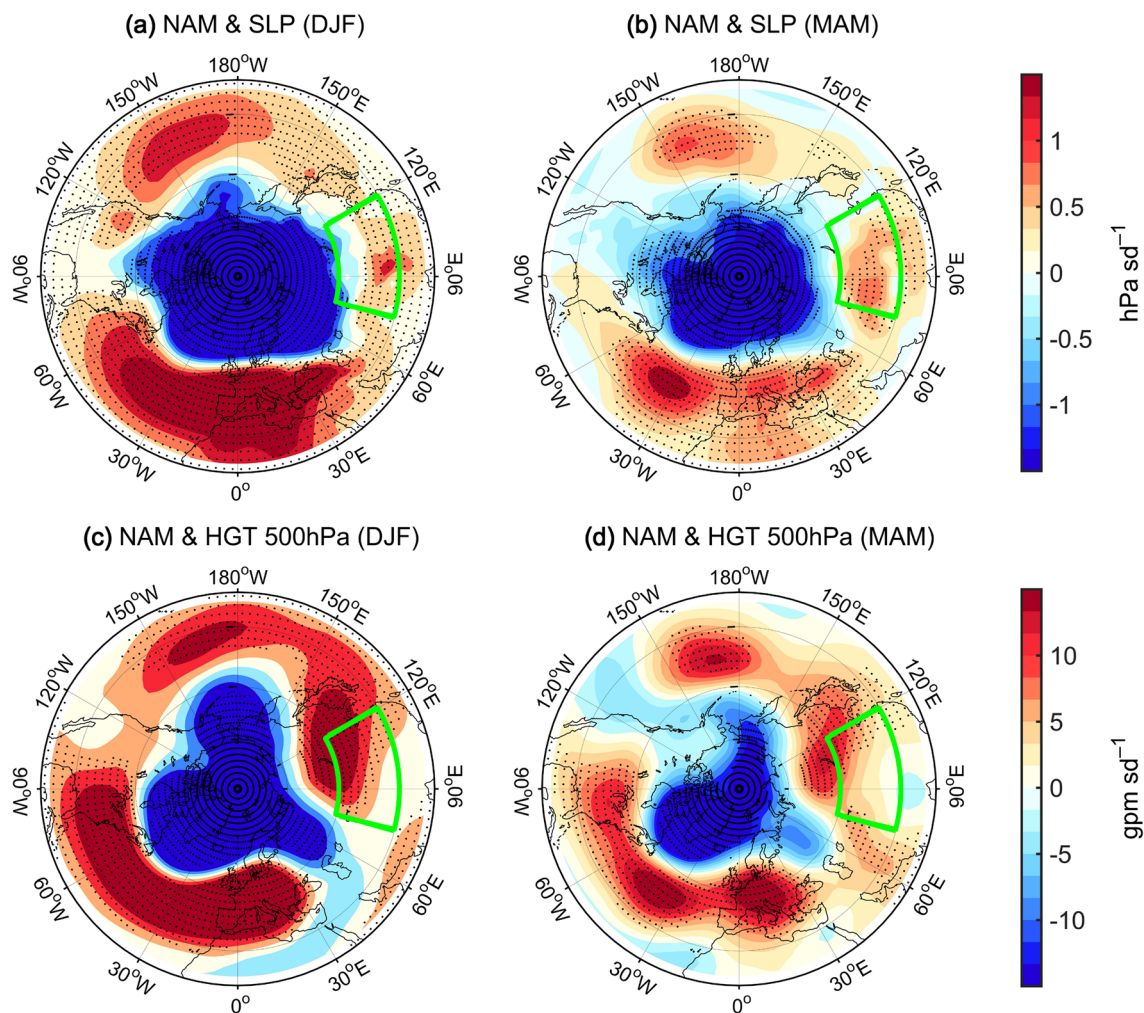 (a) NAM & SLP (DJF)
180°W
150°W
150°E
120°W
120°E
90°W
90°E
60°W
60°E
30°W
30°E
0°
(b) NAM & SLP (MAM)
180°W
150°W
150°E
120°W
120°E
90°W
90°E
60°W
60°E
30°W
30°E
0°
1
0.5
0
-0.5
-1
hPa sd⁻¹
(c) NAM & HGT 500hPa (DJF)
180°W
150°W
150°E
120°W
120°E
90°W
90°E
60°W
60°E
30°W
30°E
0°
(d) NAM & HGT 500hPa (MAM)
180°W
150°W
150°E
120°W
120°E
90°W
90°E
60°W
60°E
30°W
30°E
0°
10
5
0
-5
-10
gpm sd⁻¹